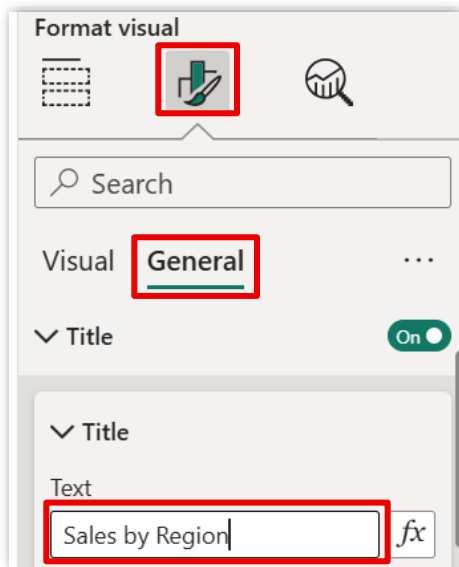 Format visual
Search
Visual General ...
Title On
Title
Text
Sales by Region fx